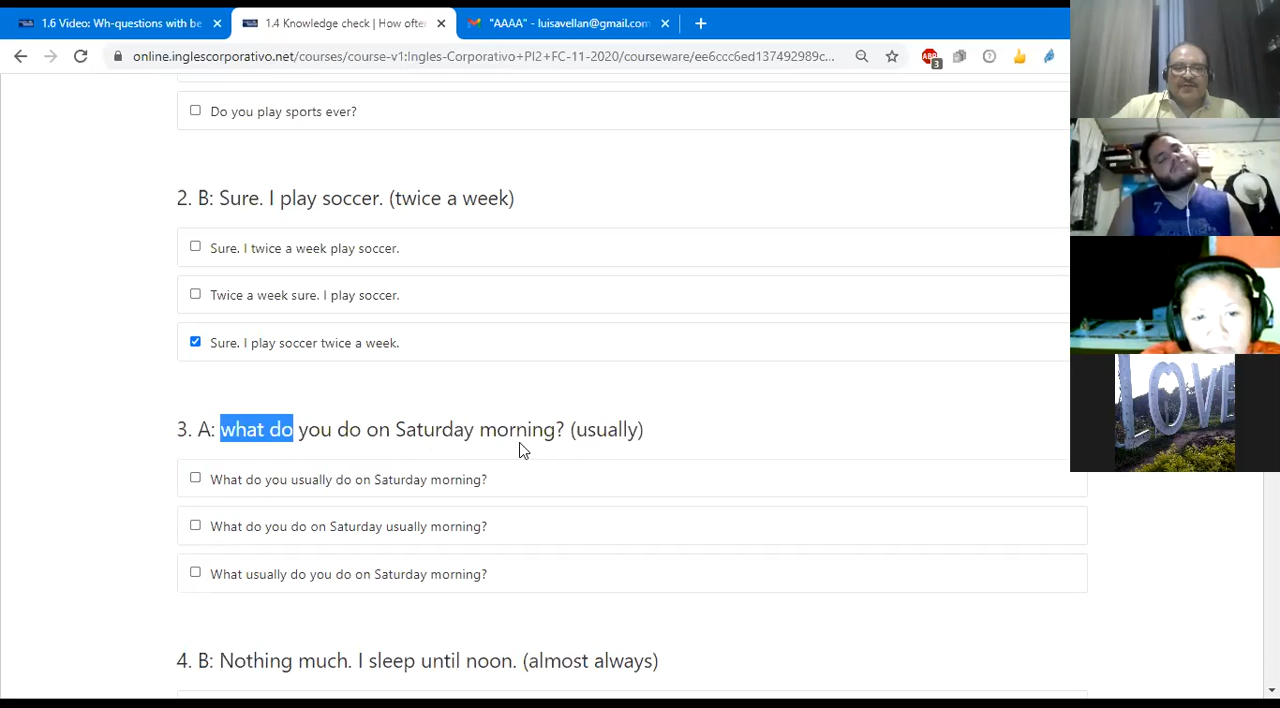 1.6 Video: Wh-questions with be
1.4 Knowledge check | How ofte
"AAAA" - luisavellan@gmail.com
online.inglescorporativo.net/courses/course-v1:Ingles-Corporativo+PI2+FC-11-2020/courseware/ee6ccc6ed137492989c...
ABP
3
Do you play sports ever?
2. B: Sure. I play soccer. (twice a week)
Sure. I twice a week play soccer.
Twice a week sure. I play soccer.
Sure. I play soccer twice a week.
3. A: what do you do on Saturday morning? (usually)
What do you usually do on Saturday morning?
What do you do on Saturday usually morning?
What usually do you do on Saturday morning?
4. B: Nothing much. I sleep until noon. (almost always)
7
LOVE